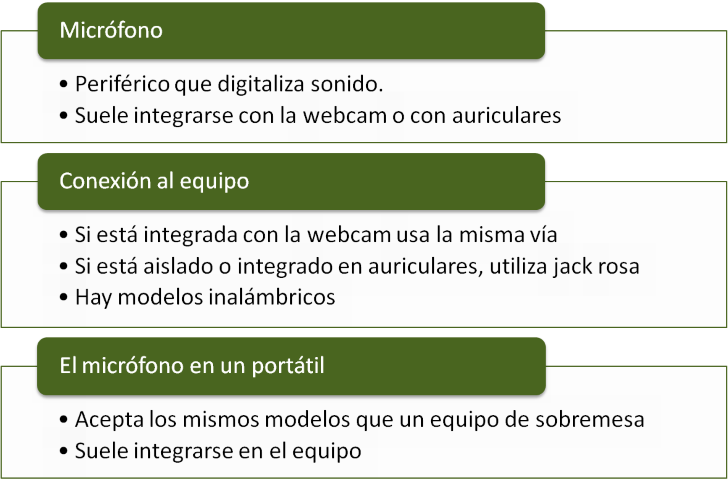 Micrófono
• Periférico que digitaliza sonido.
• Suele integrarse con la webcam o con auriculares
Conexión al equipo
• Si está integrada con la webcam usa la misma vía
• Si está aislado o integrado en auriculares, utiliza jack rosa
• Hay modelos inalámbricos
El micrófono en un portátil
• Acepta los mismos modelos que un equipo de sobremesa
• Suele integrarse en el equipo